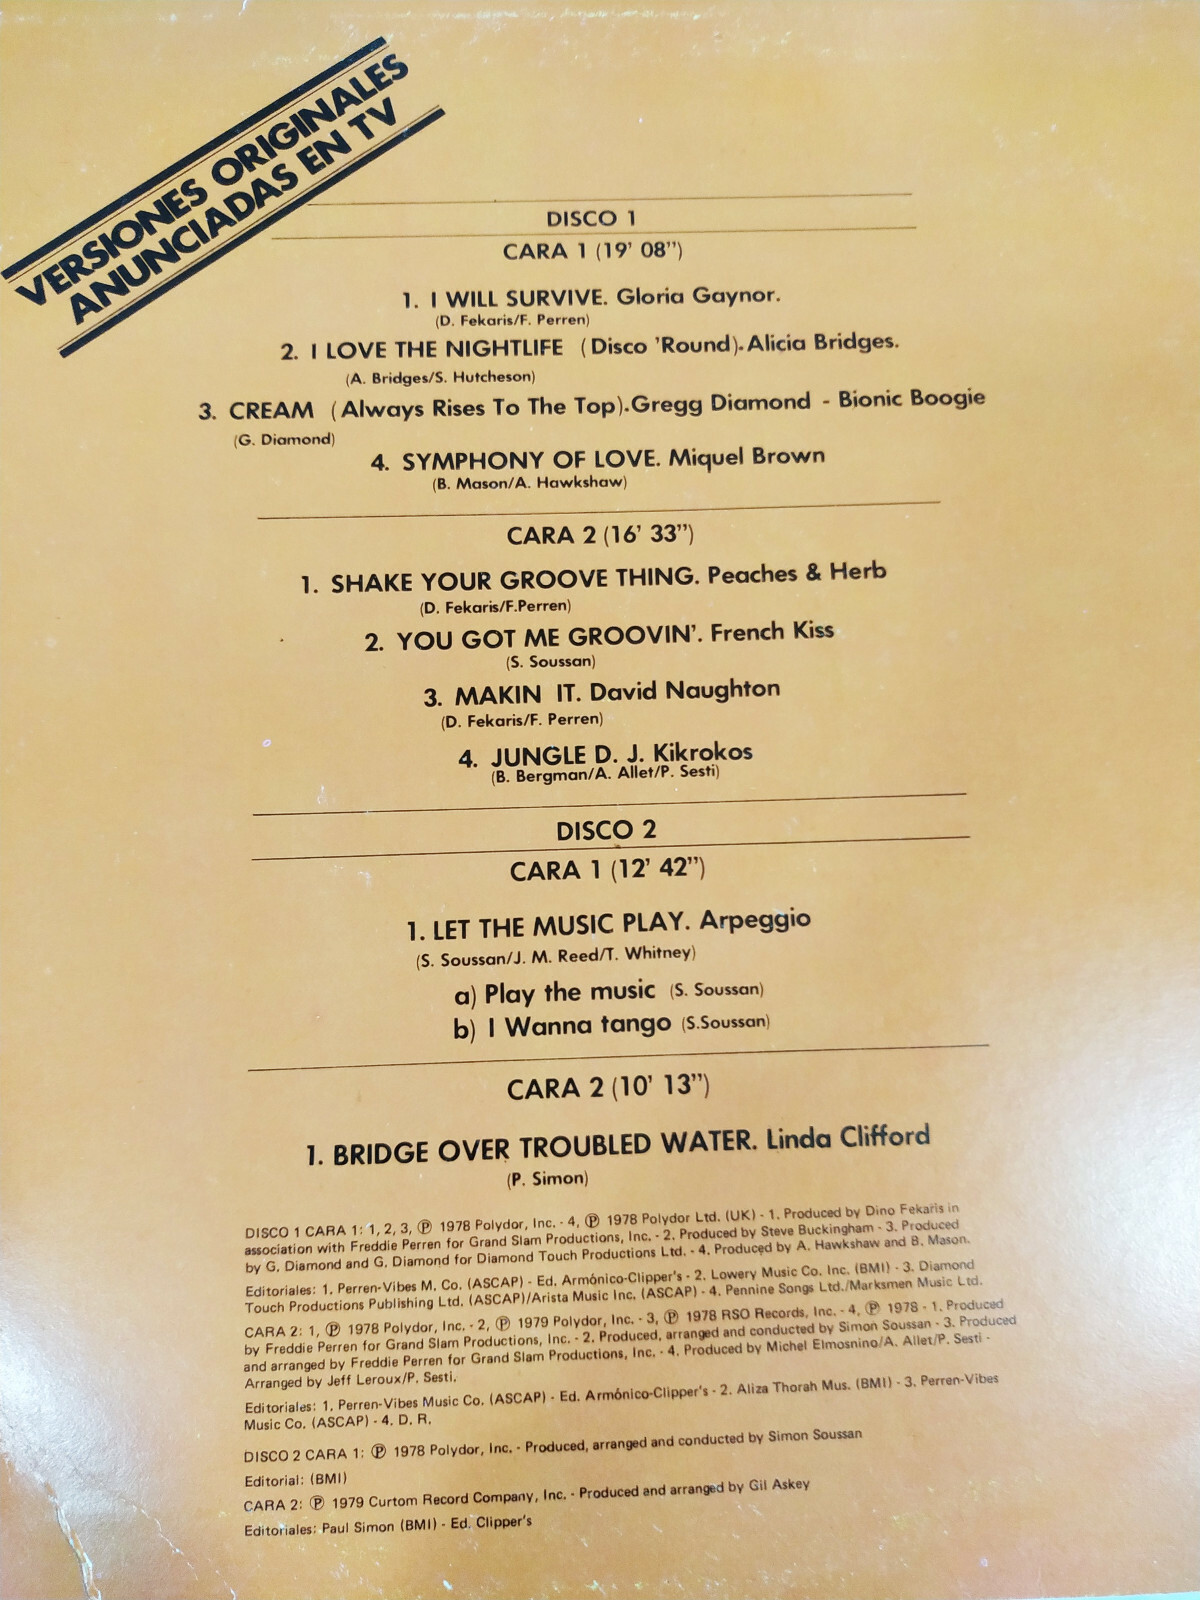 VERSIONES ORIGINALES
ANUNCIADAS EN TV
DISCO 1
CARA 1 (19' 08")
1. I WILL SURVIVE. Gloria Gaynor.
(D. Fekaris/F. Perren)
2. I LOVE THE NIGHTLIFE (Disco 'Round). Alicia Bridges.
(A. Bridges/S. Hutcheson)
3. CREAM (Always Rises To The Top). Gregg Diamond - Bionic Boogie
(G. Diamond)
4. SYMPHONY OF LOVE. Miquel Brown
(B. Mason/A. Hawkshaw)
CARA 2 (16' 33")
1. SHAKE YOUR GROOVE THING. Peaches & Herb
(D. Fekaris/F.Perren)
2. YOU GOT ME GROOVIN'. French Kiss
(S. Soussan)
3. MAKIN IT. David Naughton
(D. Fekaris/F. Perren)
4. JUNGLE D. J. Kikrokos
(B. Bergman/A. Allet/P. Sesti)
DISCO 2
CARA 1 (12' 42")
1. LET THE MUSIC PLAY. Arpeggio
(S. Soussan/J. M. Reed/T. Whitney)
a) Play the music (S. Soussan)
b) I Wanna tango (S.Soussan)
CARA 2 (10' 13")
1. BRIDGE OVER TROUBLED WATER. Linda Clifford
(P. Simon)
DISCO 1 CARA 1: 1, 2, 3, Ⓟ 1978 Polydor, Inc. - 4, Ⓟ 1978 Polydor Ltd. (UK) - 1. Produced by Dino Fekaris in
association with Freddie Perren for Grand Slam Productions, Inc. - 2. Produced by Steve Buckingham - 3. Produced
by G. Diamond and G. Diamond for Diamond Touch Productions Ltd. - 4. Produced by A. Hawkshaw and B. Mason.
Editoriales: 1. Perren-Vibes M. Co. (ASCAP) - Ed. Armónico-Clipper's - 2. Lowery Music Co. Inc. (BMI) - 3. Diamond
Touch Productions Publishing Ltd. (ASCAP)/Arista Music Inc. (ASCAP) - 4. Pennine Songs Ltd./Marksmen Music Ltd.
CARA 2: 1, Ⓟ 1978 Polydor, Inc. - 2, Ⓟ 1979 Polydor, Inc. - 3, Ⓟ 1978 RSO Records, Inc. - 4, Ⓟ 1978 - 1. Produced
by Freddie Perren for Grand Slam Productions, Inc. - 2. Produced, arranged and conducted by Simon Soussan - 3. Produced
and arranged by Freddie Perren for Grand Slam Productions, Inc. - 4. Produced by Michel Elmosnino/A. Allet/P. Sesti -
Arranged by Jeff Leroux/P. Sesti.
Editoriales: 1. Perren-Vibes Music Co. (ASCAP) - Ed. Armónico-Clipper's - 2. Aliza Thorah Mus. (BMI) - 3. Perren-Vibes
Music Co. (ASCAP) - 4. D. R.
DISCO 2 CARA 1: Ⓟ 1978 Polydor, Inc. - Produced, arranged and conducted by Simon Soussan
Editorial: (BMI)
CARA 2: Ⓟ 1979 Curtom Record Company, Inc. - Produced and arranged by Gil Askey
Editoriales: Paul Simon (BMI) - Ed. Clipper's